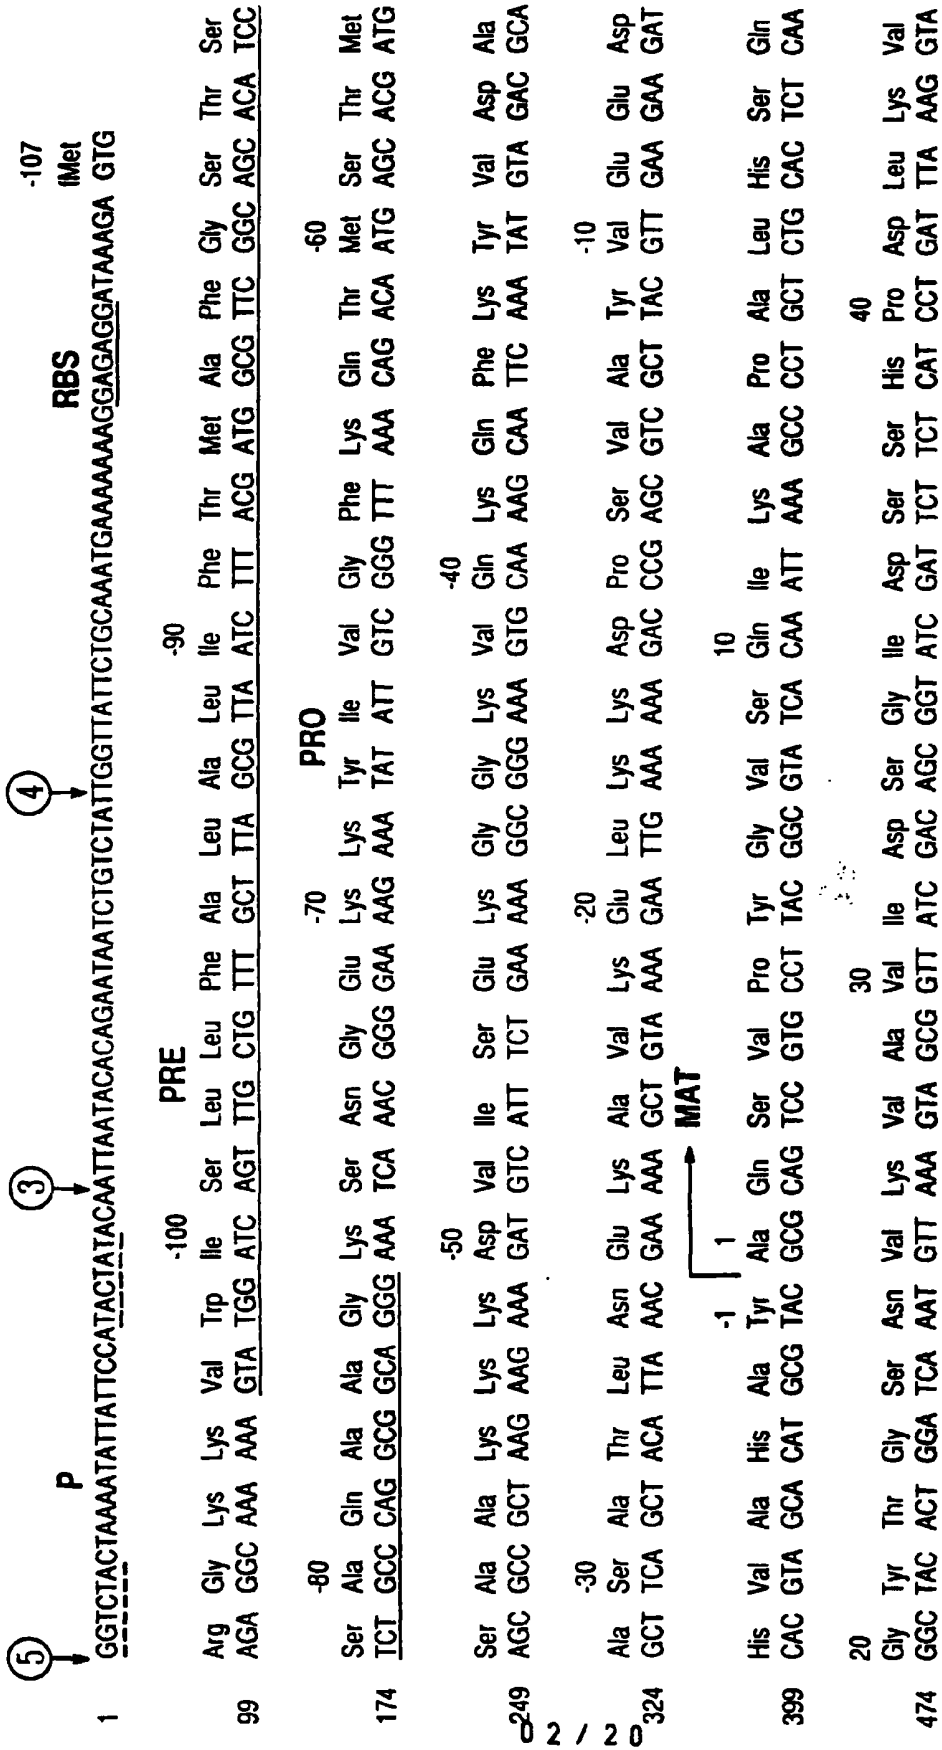 -107
5 P 3 4 RBS fMet
1 GGTCTACTAAAATATTATTCCATACTATACAATTAATACACAGAATAATCTGTCTATTGGTTATTCTGCAAATGAAAAAAAGGAGAGGATAAAGA GTG
-100 PRE -90
Arg Gly Lys Lys Val Trp Ile Ser Leu Leu Phe Ala Leu Ala Leu Ile Phe Thr Met Ala Phe Gly Ser Thr Ser
99 AGA GGC AAA AAA GTA TGG ATC AGT TTG CTG TTT GCT TTA GCG TTA ATC TTT ACG ATG GCG TTC GGC AGC ACA TCC
-80 -70 PRO -60
Ser Ala Gln Ala Ala Gly Lys Ser Asn Gly Glu Lys Lys Tyr Ile Val Gly Phe Lys Gln Thr Met Ser Thr Met
174 TCT GCC CAG GCG GCA GGG AAA TCA AAC GGG GAA AAG AAA TAT ATT GTC GGG TTT AAA CAG ACA ATG AGC ACG ATG
-50 -40
Ser Ala Ala Lys Lys Lys Asp Val Ile Ser Glu Lys Gly Gly Lys Val Gln Lys Gln Phe Lys Tyr Val Asp Ala
249 AGC GCC GCT AAG AAG AAA GAT GTC ATT TCT GAA AAA GGC GGG AAA GTG CAA AAG CAA TTC AAA TAT GTA GAC GCA
-30 -20 -10
Ala Ser Ala Thr Leu Asn Glu Lys Ala Val Lys Glu Leu Lys Lys Asp Pro Ser Val Ala Tyr Val Glu Glu Asp
324 GCT TCA GCT ACA TTA AAC GAA AAA GCT GTA AAA GAA TTG AAA AAA GAC CCG AGC GTC GCT TAC GTT GAA GAA GAT
MAT
-1 1 10
His Val Ala His Ala Tyr Ala Gln Ser Val Pro Tyr Gly Val Ser Gln Ile Lys Ala Pro Ala Leu His Ser Gln
399 CAC GTA GCA CAT GCG TAC GCG CAG TCC GTG CCT TAC GGC GTA TCA CAA ATT AAA GCC CCT GCT CTG CAC TCT CAA
20 30 40
Gly Tyr Thr Gly Ser Asn Val Lys Val Ala Val Ile Asp Ser Gly Ile Asp Ser Ser His Pro Asp Leu Lys Val
474 GGC TAC ACT GGA TCA AAT GTT AAA GTA GCG GTT ATC GAC AGC GGT ATC GAT TCT TCT CAT CCT GAT TTA AAG GTA
02/20